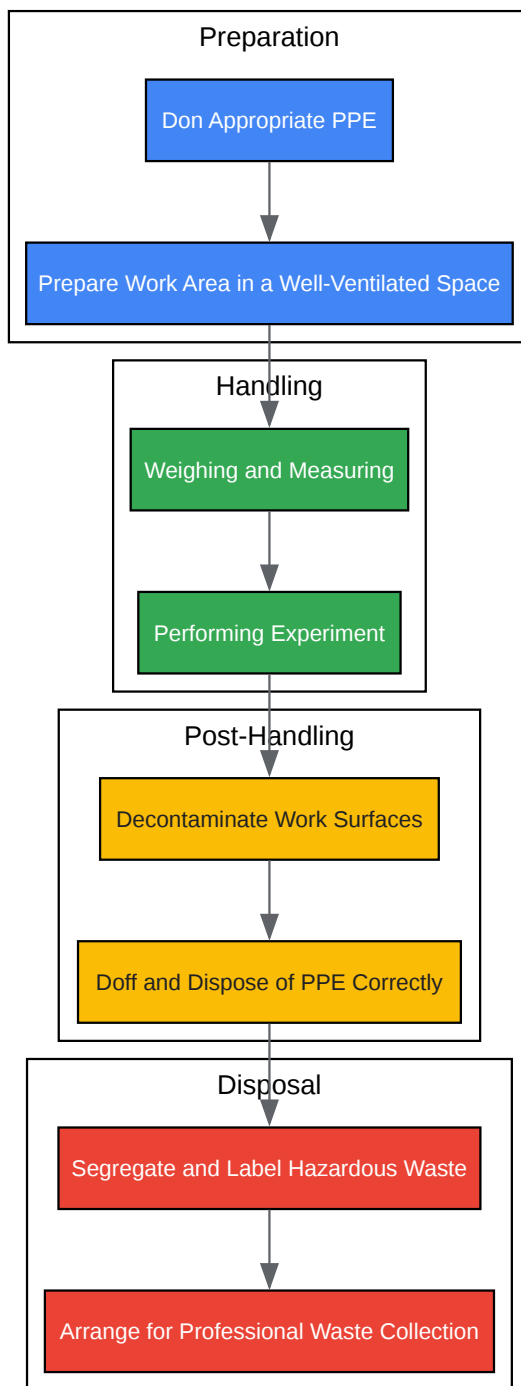 Preparation
Don Appropriate PPE
Prepare Work Area in a Well-Ventilated Space
Handling
Weighing and Measuring
Performing Experiment
Post-Handling
Decontaminate Work Surfaces
Doff and Dispose of PPE Correctly
Disposal
Segregate and Label Hazardous Waste
Arrange for Professional Waste Collection